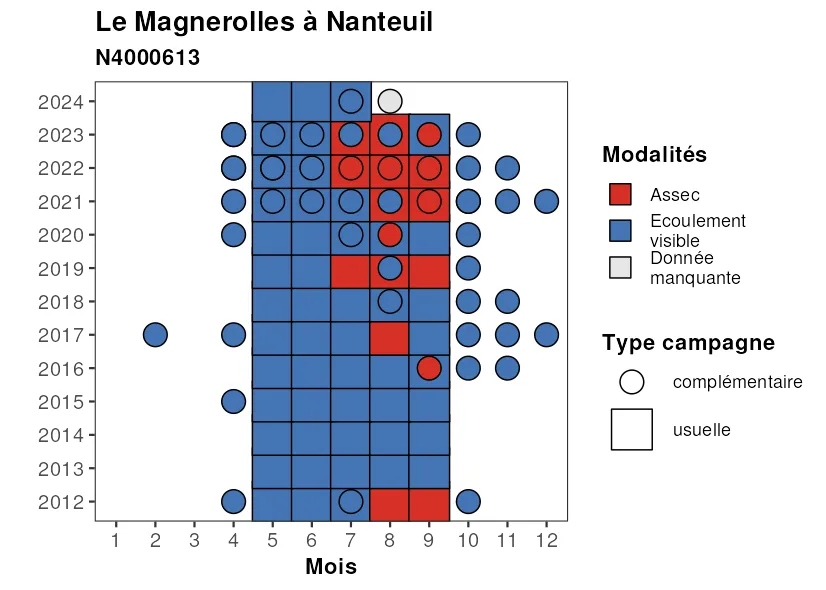 Le Magnerolles à Nanteuil
N4000613
2024
2023
2022
2021
2020
2019
2018
2017
2016
2015
2014
2013
2012
1 2 3 4 5 6 7 8 9 10 11 12
Mois
Modalités
Assec
Ecoulement
visible
Donnée
manquante
Type campagne
complémentaire
usuelle